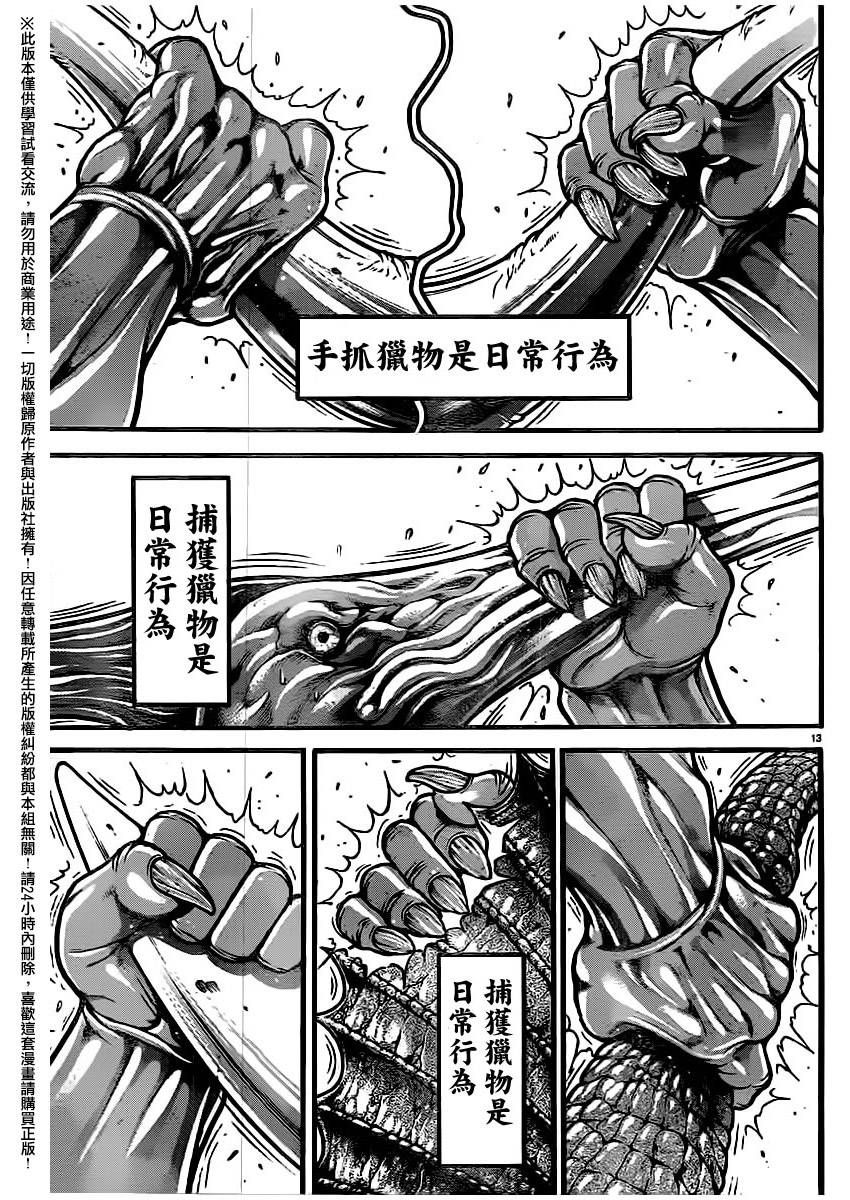 手抓獵物是日常行為
捕獲獵物是
日常行為
13
捕獲獵物是
日常行為
※此版本僅供學習試看交流，請勿用於商業用途！一切版權歸原作者與出版社擁有！因任意轉載所產生的版權糾紛都與本組無關！請24小時內刪除，喜歡這套漫畫請購買正版！